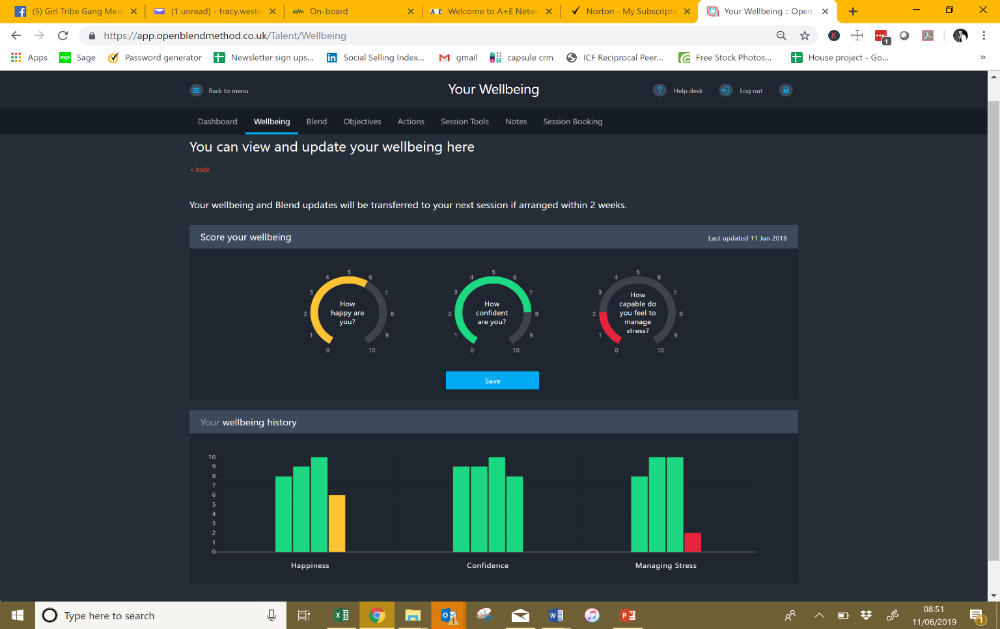 (5) Girl Tribe Gang Mem
(1 unread) - tracy.weste
On-board
A+E Welcome to A+E Netwo
Norton - My Subscriptio
Your Wellbeing :: Open
https://app.openblendmethod.co.uk/Talent/Wellbeing
K
1
Apps
sage Sage
Password generator
Newsletter sign ups...
in Social Selling Index...
gmail
capsule crm
ICF Reciprocal Peer...
Free Stock Photos...
House project - Go...
»
Back to menu
Your Wellbeing
? Help desk
Log out
Dashboard Wellbeing Blend Objectives Actions Session Tools Notes Session Booking
You can view and update your wellbeing here
< back
Your wellbeing and Blend updates will be transferred to your next session if arranged within 2 weeks.
Score your wellbeing
Last updated 11 Jun 2019
0 1 2 3 4 5 6 7 8 9 10
How
happy are
you?
0 1 2 3 4 5 6 7 8 9 10
How
confident
are you?
0 1 2 3 4 5 6 7 8 9 10
How
capable do
you feel to
manage
stress?
Save
Your wellbeing history
10
9
8
7
6
5
4
3
2
1
0
Happiness
Confidence
Managing Stress
Type here to search
08:51
11/06/2019
1